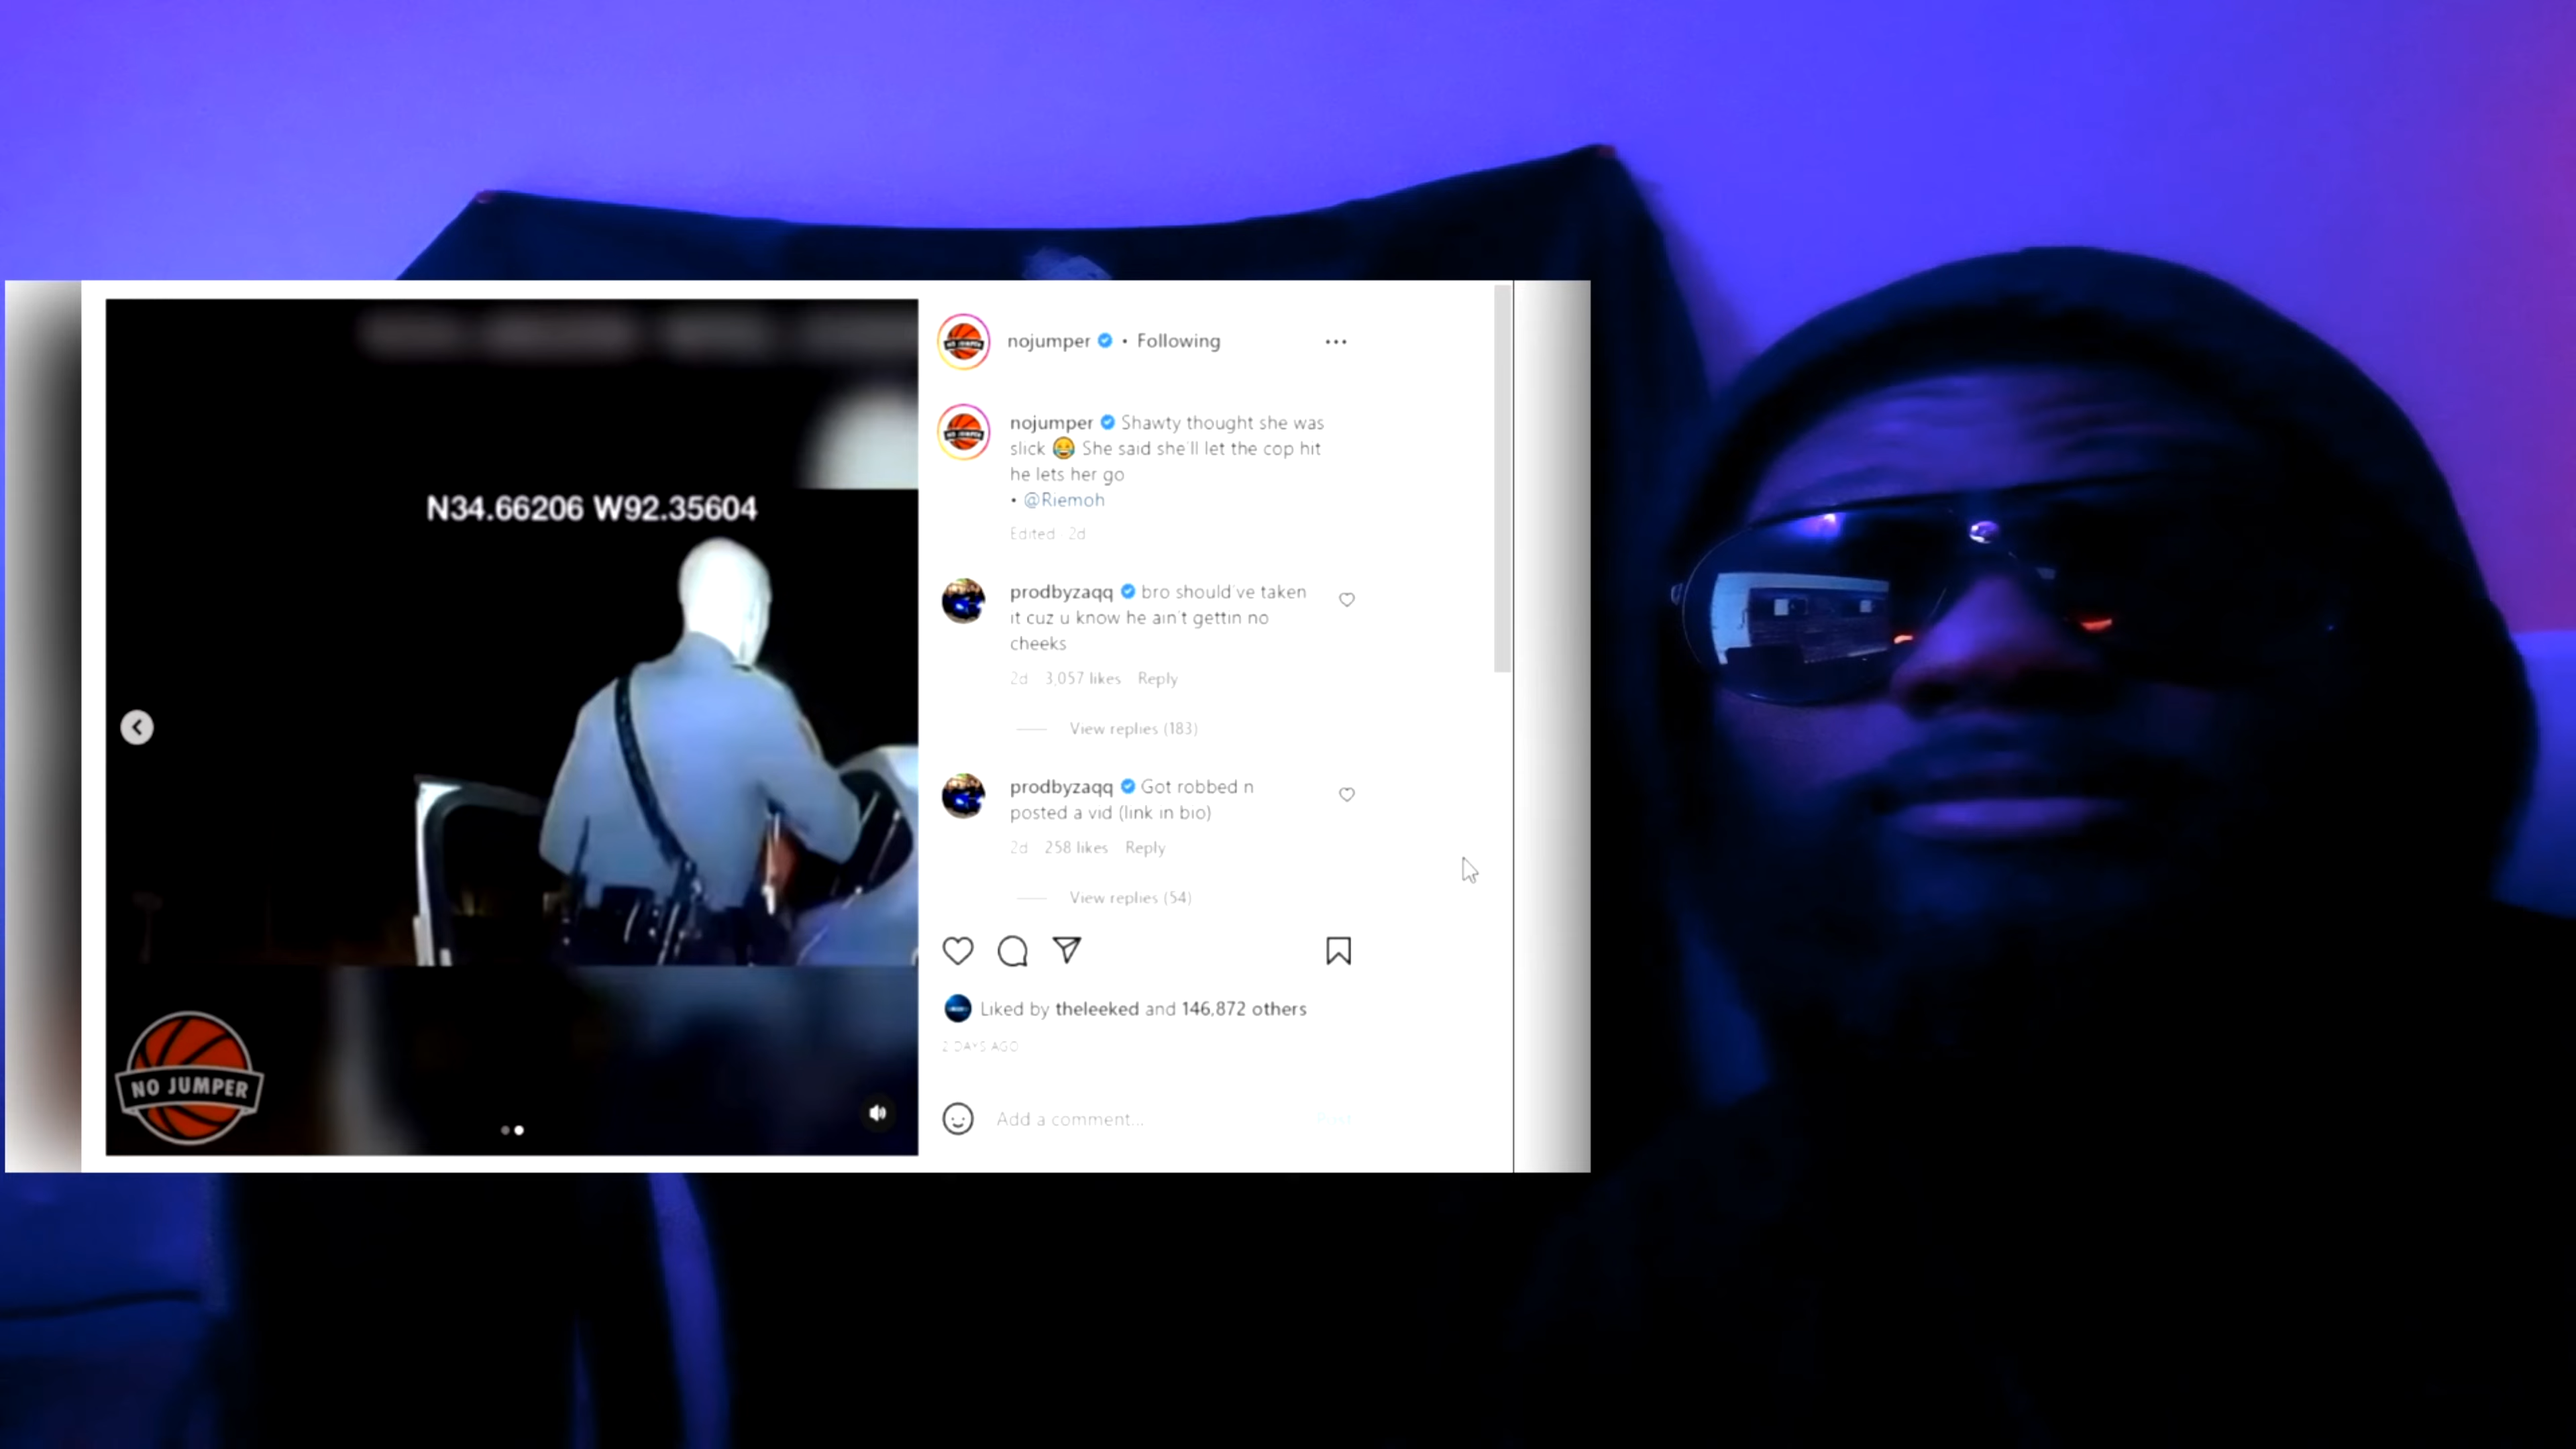 N34.66206 W92.35604
NO JUMPER
nojumper • Following
nojumper Shawty thought she was
slick 😂 She said she'll let the cop hit
he lets her go
• @Riemoh
Edited 2d
prodbyzaqq bro should've taken
it cuz u know he ain't gettin no
cheeks
2d 3,057 likes Reply
View replies (183)
prodbyzaqq Got robbed n
posted a vid (link in bio)
2d 258 likes Reply
View replies (54)
Liked by theleeked and 146,872 others
2 DAYS AGO
Add a comment...
Post